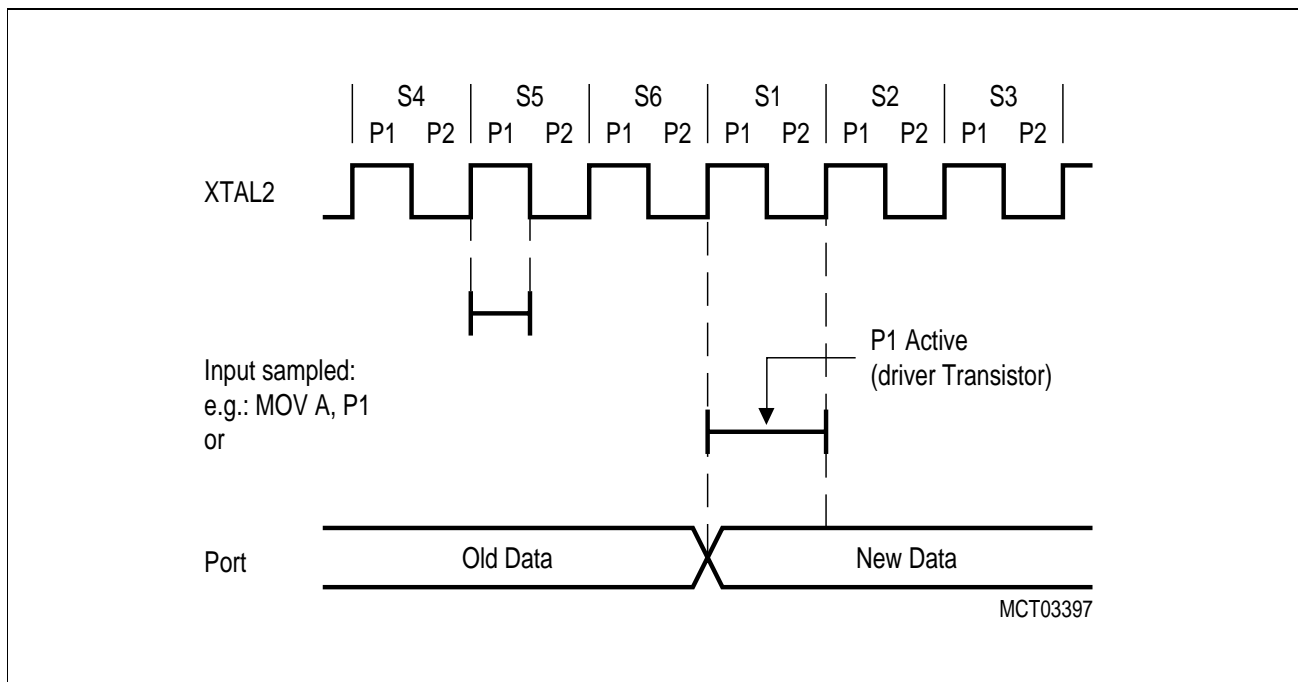 S4 S5 S6 S1 S2 S3
P1 P2 P1 P2 P1 P2 P1 P2 P1 P2 P1 P2
XTAL2
P1 Active
(driver Transistor)
Input sampled:
e.g.: MOV A, P1
or
Port
Old Data
New Data
MCT03397